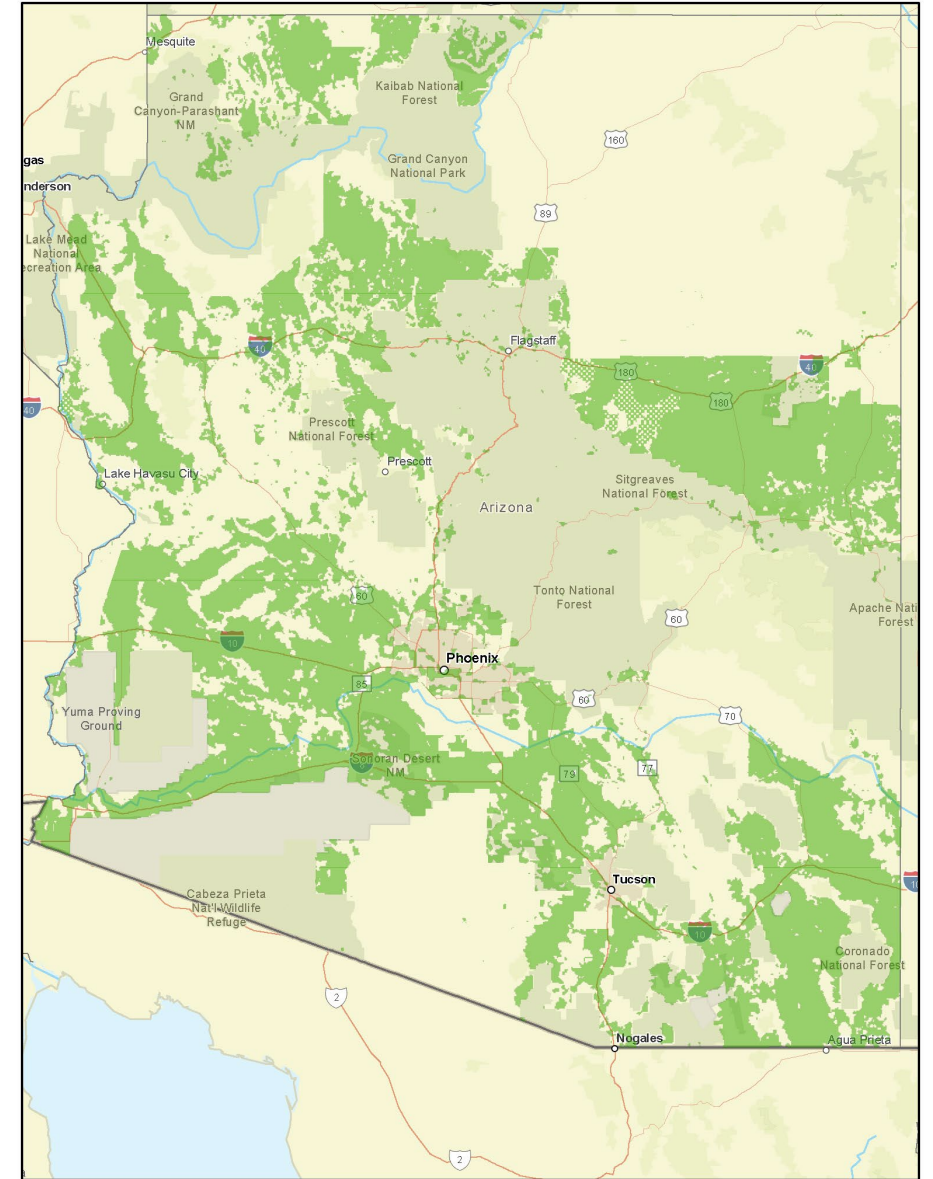 Mesquite
Kaibab National
Forest
Grand
Canyon-Parashant
NM
160
gas
Grand Canyon
National Park
nderson
89
Lake Mead
National
ecreation Area
Flagstaff
40
40
180
180
40
Prescott
National Forest
Prescott
Lake Havasu City
Sitgreaves
National Forest
Arizona
Tonto National
Forest
60
Apache Nati
Forest
60
10
Phoenix
85
60
70
Yuma Proving
Ground
Sonoran Desert
NM
8
79
77
Tucson
10
Cabeza Prieta
Nat'l Wildlife
Refuge
10
Coronado
National Forest
2
Nogales
Agua Prieta
2